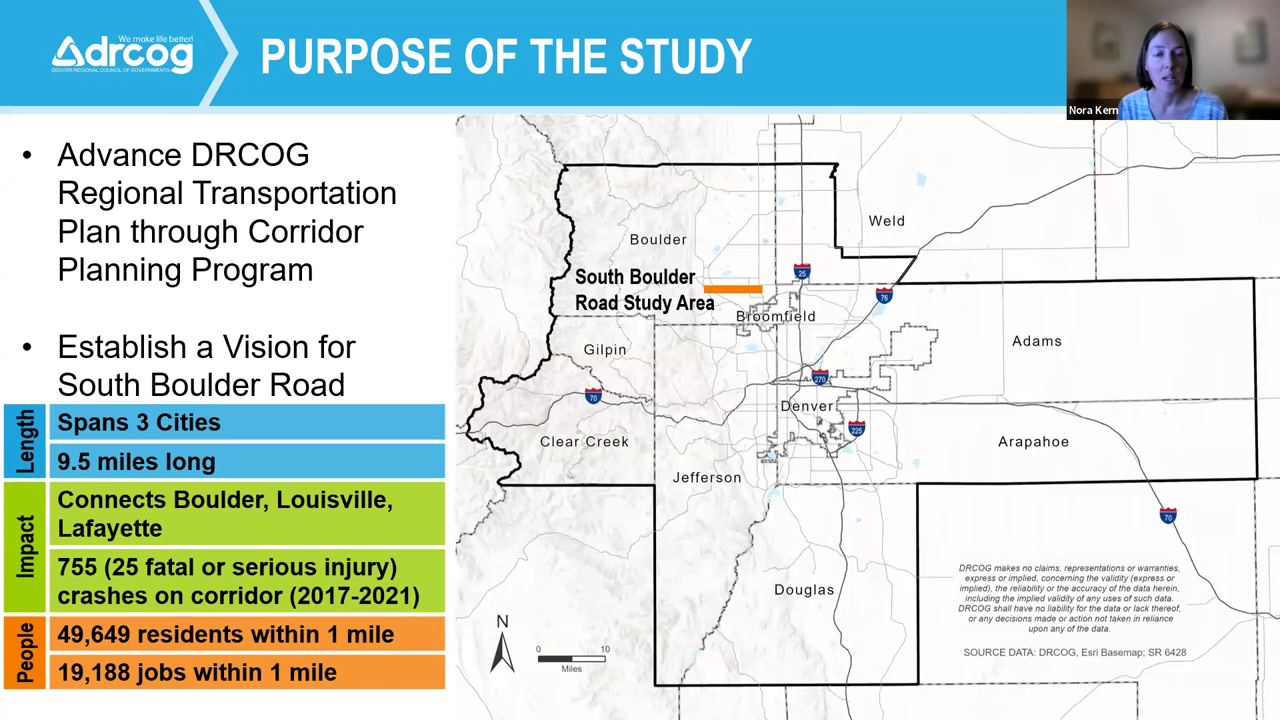 We make life better!
drcog
DENVER REGIONAL COUNCIL OF GOVERNMENTS
PURPOSE OF THE STUDY
Nora Kern
• Advance DRCOG
Regional Transportation
Plan through Corridor
Planning Program
• Establish a Vision for
South Boulder Road
Length
Spans 3 Cities
9.5 miles long
Impact
Connects Boulder, Louisville,
Lafayette
755 (25 fatal or serious injury)
crashes on corridor (2017-2021)
People
49,649 residents within 1 mile
19,188 jobs within 1 mile
Weld
Boulder
South Boulder
Road Study Area
25
76
Broomfield
Gilpin
Adams
270
70
Denver
225
Clear Creek
Arapahoe
Jefferson
70
Douglas
N
0 10
Miles
DRCOG makes no claims, representations or warranties,
express or implied, concerning the validity (express or
implied), the reliability or the accuracy of the data herein,
including the implied validity of any uses of such data.
DRCOG shall have no liability for the data or lack thereof,
or any decisions made or action not taken in reliance
upon any of the data.
SOURCE DATA: DRCOG, Esri Basemap; SR 6428